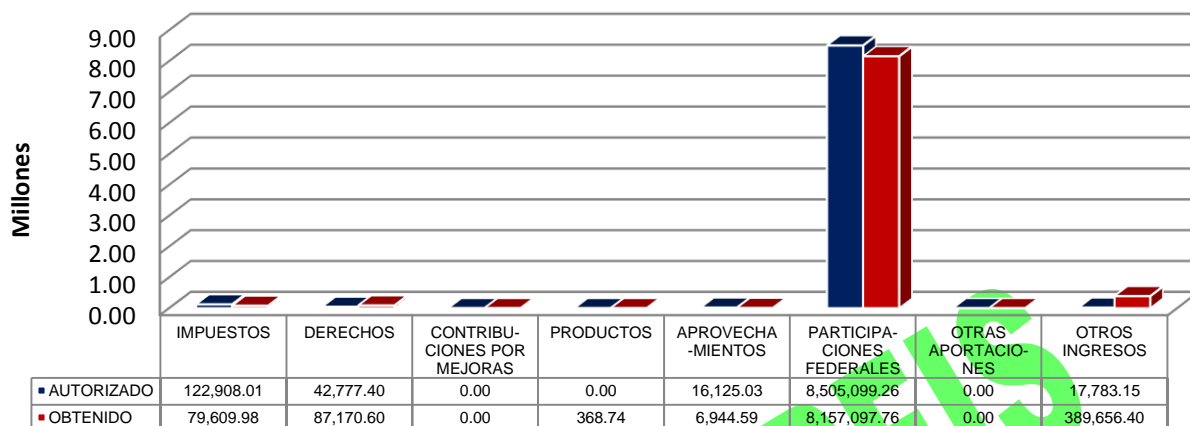 Millones
9.00
8.00
7.00
6.00
5.00
4.00
3.00
2.00
1.00
0.00
IMPUESTOS DERECHOS CONTRIBU-CIONES POR MEJORAS PRODUCTOS APROVECHA-MIENTOS PARTICIPA-CIONES FEDERALES OTRAS APORTACIO-NES OTROS INGRESOS
AUTORIZADO 122,908.01 42,777.40 0.00 0.00 16,125.03 8,505,099.26 0.00 17,783.15
OBTENIDO 79,609.98 87,170.60 0.00 368.74 6,944.59 8,157,097.76 0.00 389,656.40